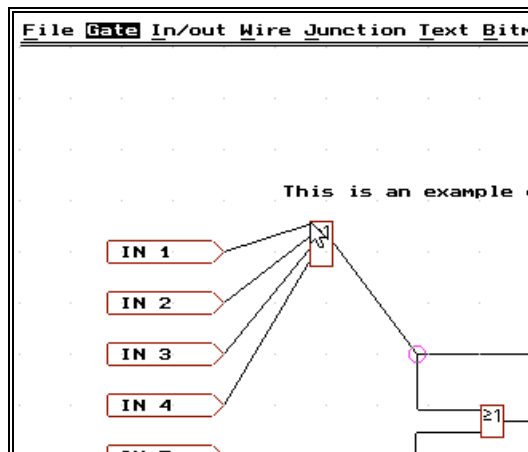 File Gate In/out Wire Junction Text
This is an example
IN 1
IN 2
IN 3
IN 4
≥1